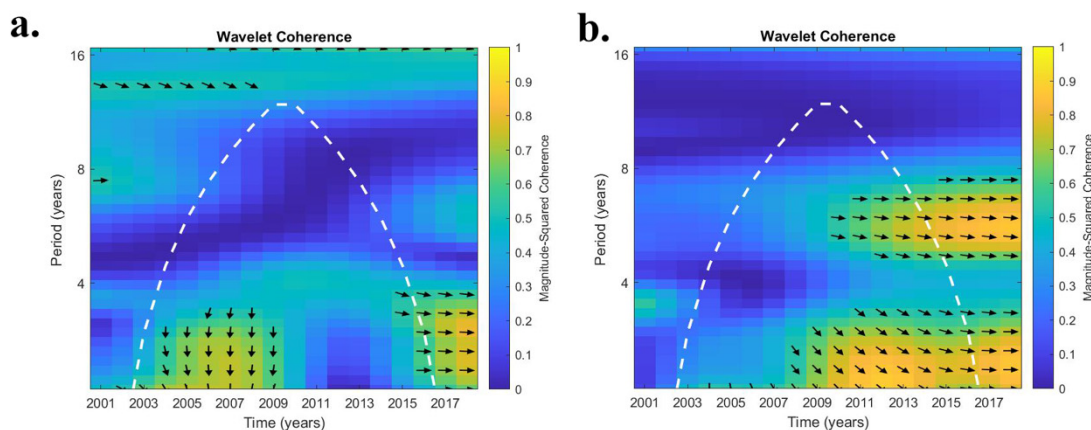 a.
Wavelet Coherence
16
8
4
Period (years)
2001 2003 2005 2007 2009 2011 2013 2015 2017
Time (years)
1
0.9
0.8
0.7
0.6
0.5
0.4
0.3
0.2
0.1
0
Magnitude-Squared Coherence
b.
Wavelet Coherence
16
8
4
Period (years)
2001 2003 2005 2007 2009 2011 2013 2015 2017
Time (years)
1
0.9
0.8
0.7
0.6
0.5
0.4
0.3
0.2
0.1
0
Magnitude-Squared Coherence